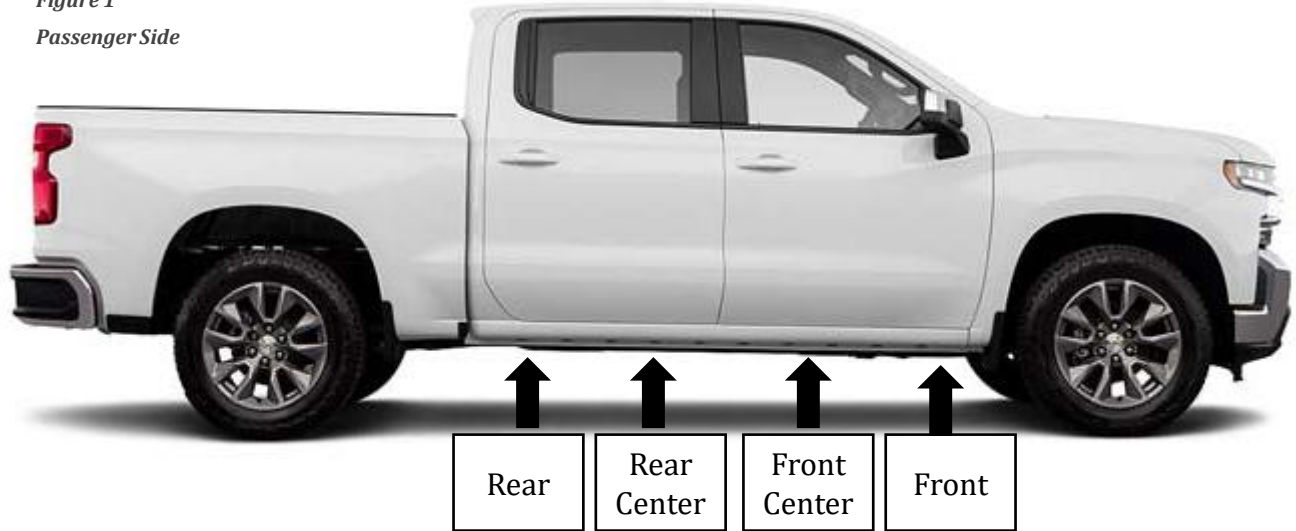 Figure 1
Passenger Side
Rear
Rear
Center
Front
Center
Front